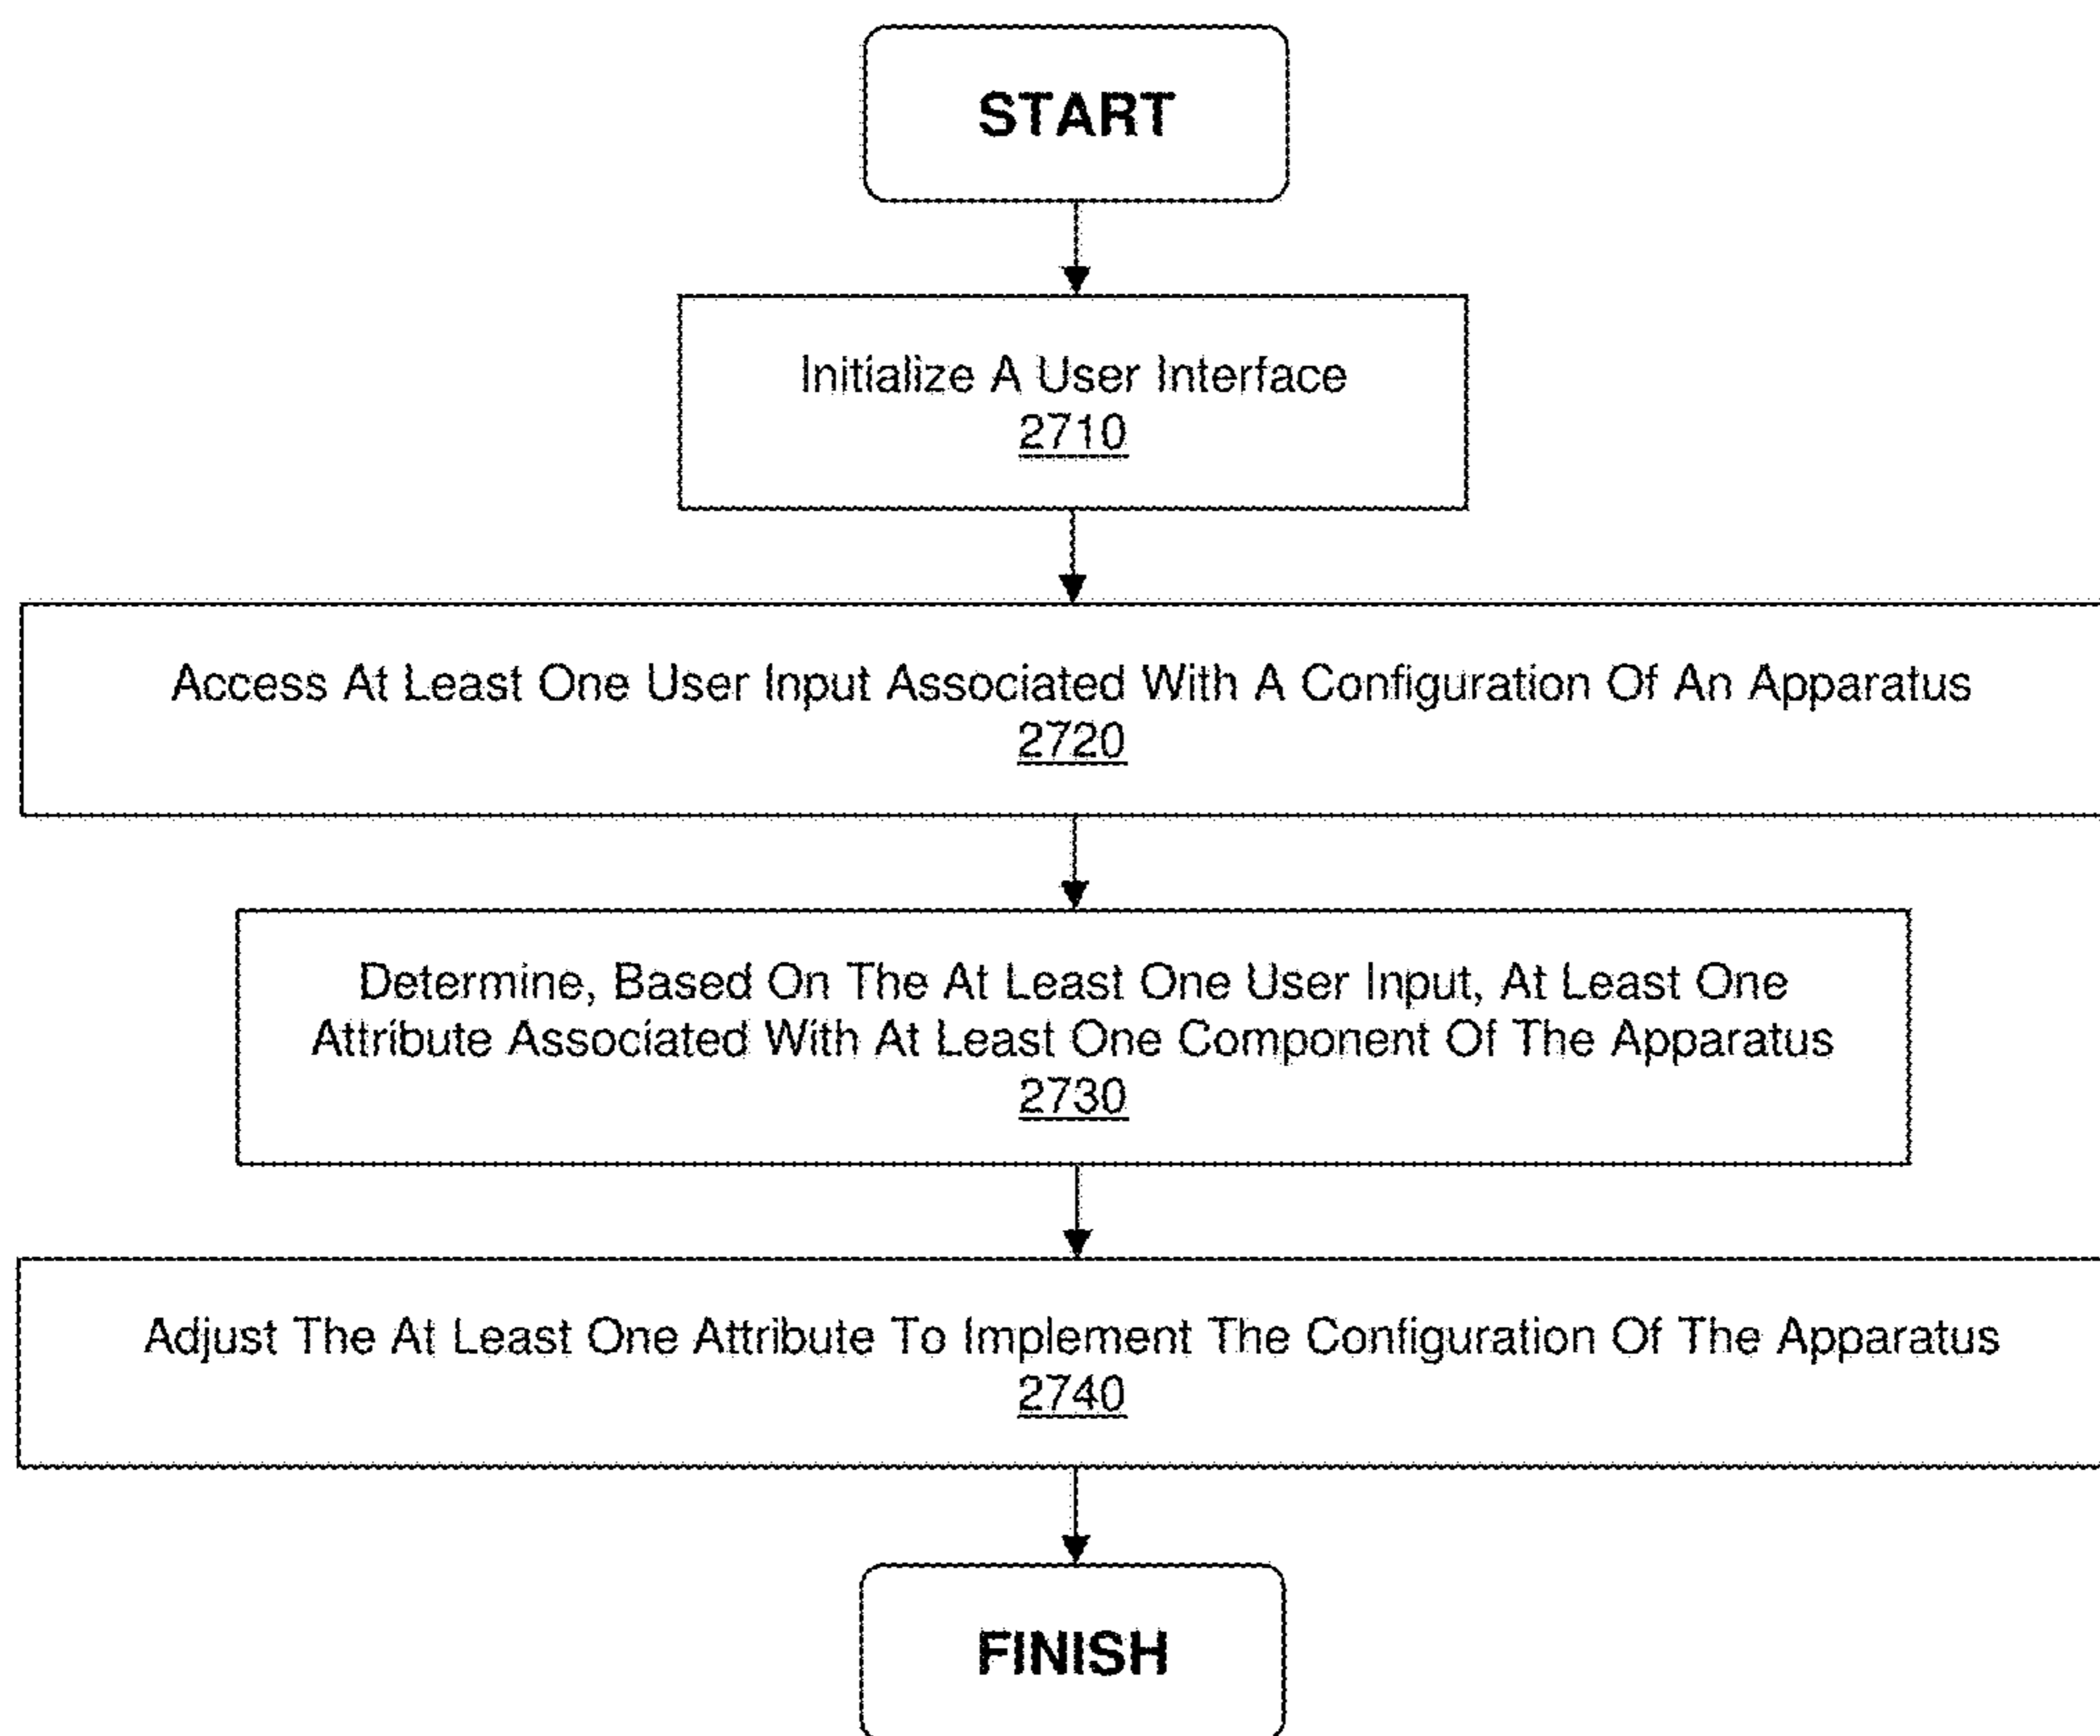 START
Initialize A User Interface
2710
Access At Least One User Input Associated With A Configuration Of An Apparatus
2720
Determine, Based On The At Least One User Input, At Least One
Attribute Associated With At Least One Component Of The Apparatus
2730
Adjust The At Least One Attribute To Implement The Configuration Of The Apparatus
2740
FINISH